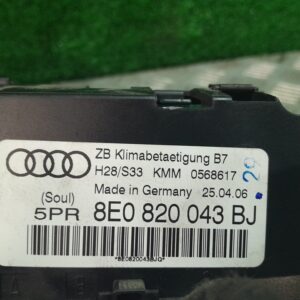 ZB Klimabetaetigung B7
H28/S33 KMM 0568617
Made in Germany 25.04.06
(Soul)
5PR 8E0 820 043 BJ
*8E0820043BJQ*